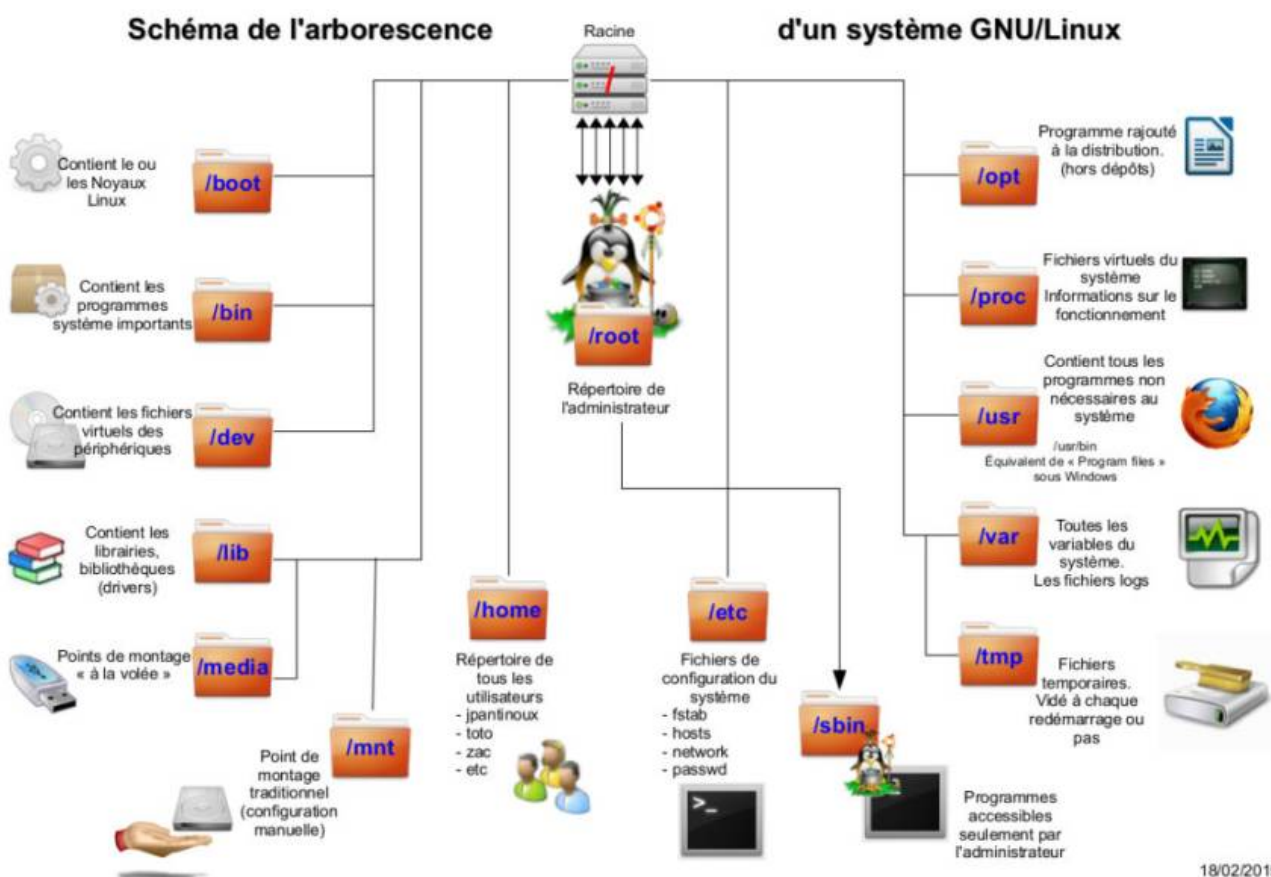 Schéma de l'arborescence
d'un système GNU/Linux
Racine
Contient le ou
les Noyaux
Linux
/boot
Contient les
programmes
système importants
/bin
Contient les fichiers
virtuels des
périphériques
/dev
Contient les
librairies,
bibliothèques
(drivers)
/lib
Points de montage
« à la volée »
/media
Point de
montage
traditionnel
(configuration
manuelle)
/mnt
/home
Répertoire de
tous les
utilisateurs
- jpantinoux
- toto
- zac
- etc
/root
Répertoire de
l'administrateur
/etc
Fichiers de
configuration du
système
- fstab
- hosts
- network
- passwd
>_
/sbin
Programmes
accessibles
seulement par
l'administrateur
/opt
Programme rajouté
à la distribution.
(hors dépôts)
/proc
Fichiers virtuels du
système
Informations sur le
fonctionnement
/usr
Contient tous les
programmes non
nécessaires au
système
/usr/bin
Équivalent de « Program files »
sous Windows
/var
Toutes les
variables du
système.
Les fichiers logs
/tmp
Fichiers
temporaires.
Vidé à chaque
redémarrage ou
pas
18/02/201